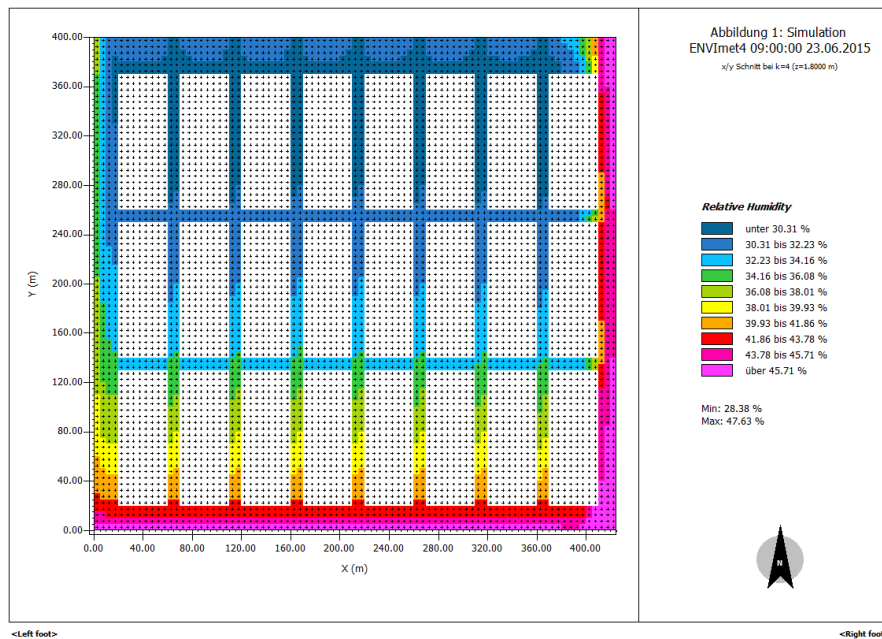 Abbildung 1: Simulation
ENVImet4 09:00:00 23.06.2015
x/y Schnitt bei k=4 (z=1.8000 m)
400.00
360.00
320.00
280.00
240.00
200.00
160.00
120.00
80.00
40.00
0.00
Y (m)
0.00 40.00 80.00 120.00 160.00 200.00 240.00 280.00 320.00 360.00 400.00
X (m)
Relative Humidity
unter 30.31 %
30.31 bis 32.23 %
32.23 bis 34.16 %
34.16 bis 36.08 %
36.08 bis 38.01 %
38.01 bis 39.93 %
39.93 bis 41.86 %
41.86 bis 43.78 %
43.78 bis 45.71 %
über 45.71 %
Min: 28.38 %
Max: 47.63 %
N
<Left foot> <Right foot